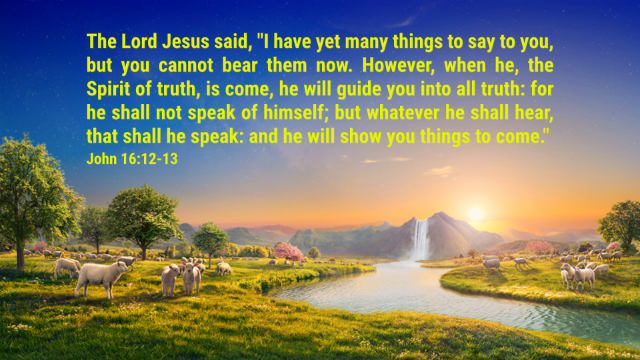 The Lord Jesus said, "I have yet many things to say to you,
but you cannot bear them now. However, when he, the
Spirit of truth, is come, he will guide you into all truth: for
he shall not speak of himself; but whatever he shall hear,
that shall he speak: and he will show you things to come."
John 16:12-13